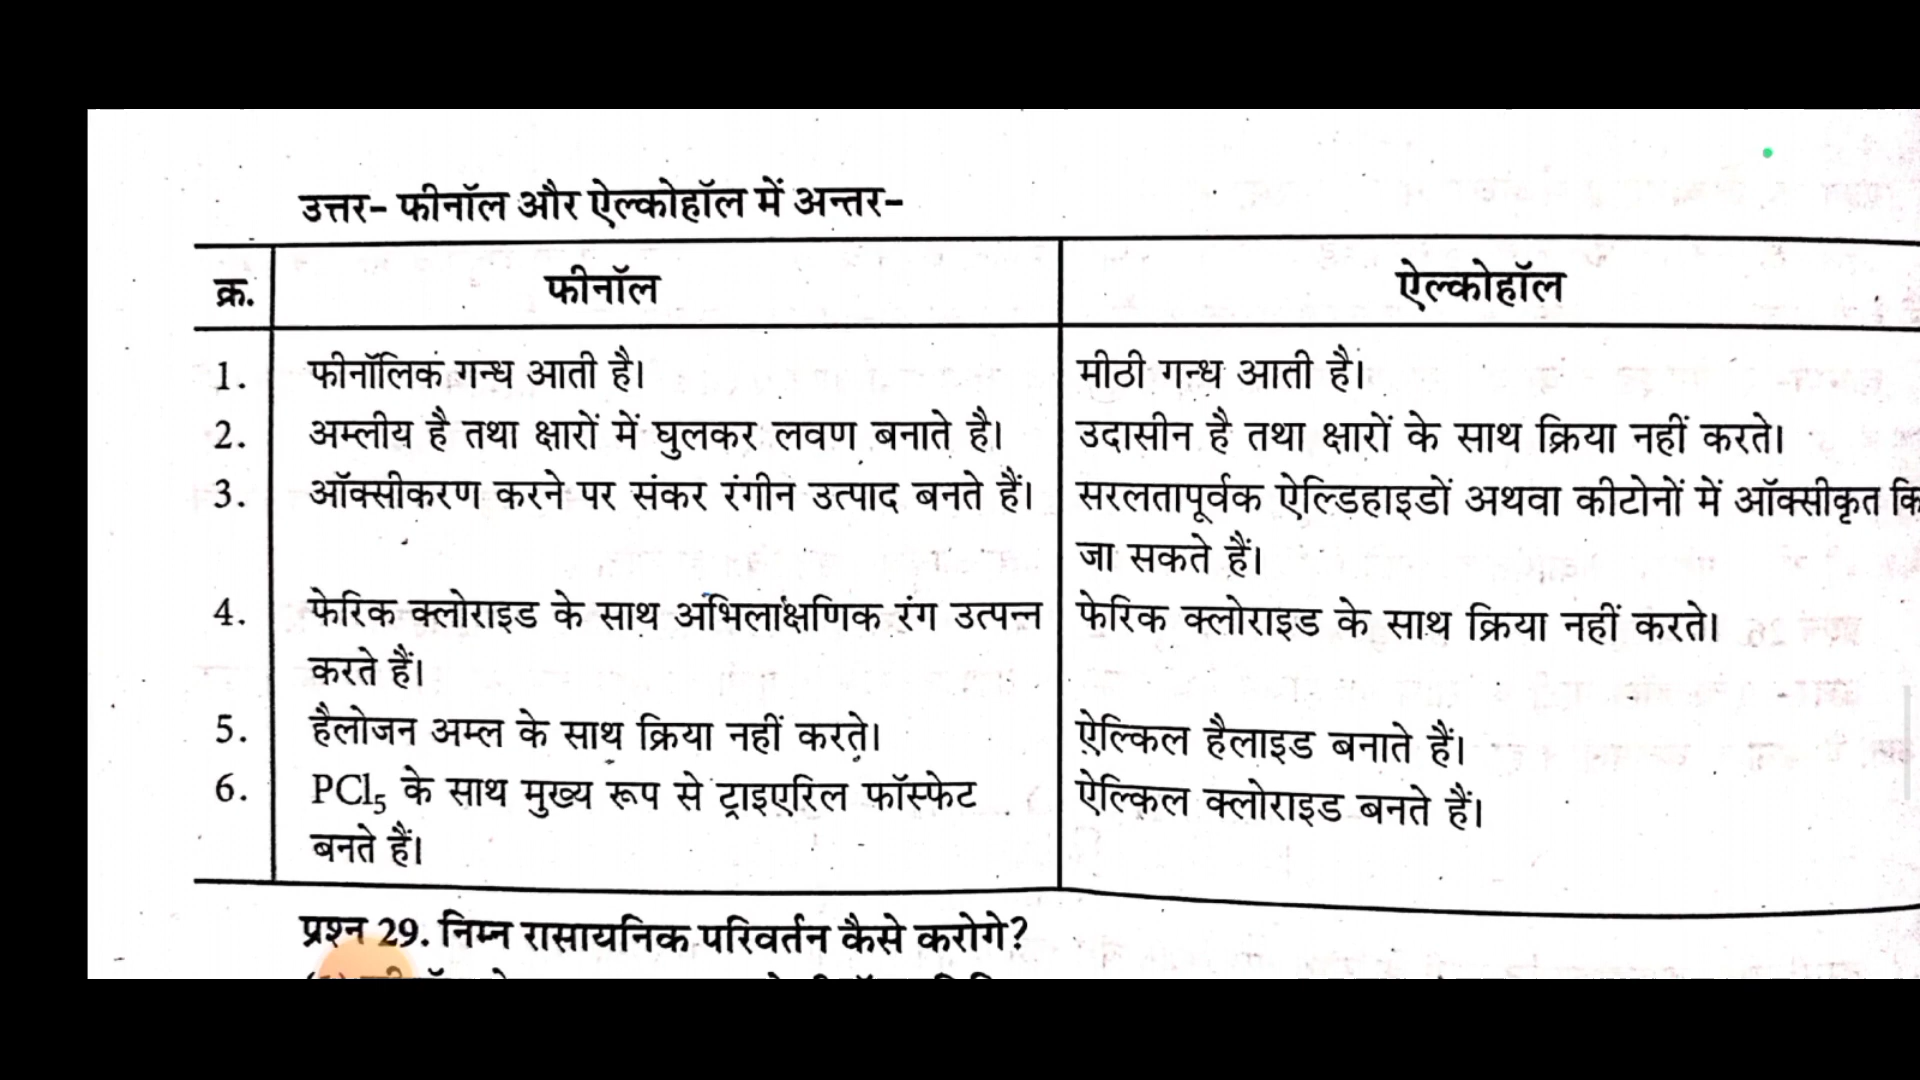 उत्तर- फीनॉल और ऐल्कोहॉल में अन्तर-
क्र. फीनॉल ऐल्कोहॉल
1. फीनॉलिक गन्ध आती है। मीठी गन्ध आती है।
2. अम्लीय है तथा क्षारों में घुलकर लवण बनाते है। उदासीन है तथा क्षारों के साथ क्रिया नहीं करते।
3. ऑक्सीकरण करने पर संकर रंगीन उत्पाद बनते हैं। सरलतापूर्वक ऐल्डिहाइडों अथवा कीटोनों में ऑक्सीकृत कि
जा सकते हैं।
4. फेरिक क्लोराइड के साथ अभिलांक्षणिक रंग उत्पन्न फेरिक क्लोराइड के साथ क्रिया नहीं करते।
करते हैं।
5. हैलोजन अम्ल के साथ क्रिया नहीं करते। ऐल्किल हैलाइड बनाते हैं।
6. PCl₅ के साथ मुख्य रूप से ट्राइएरिल फॉस्फेट ऐल्किल क्लोराइड बनते हैं।
बनते हैं।
प्रश्न 29. निम्न रासायनिक परिवर्तन कैसे करोगे?